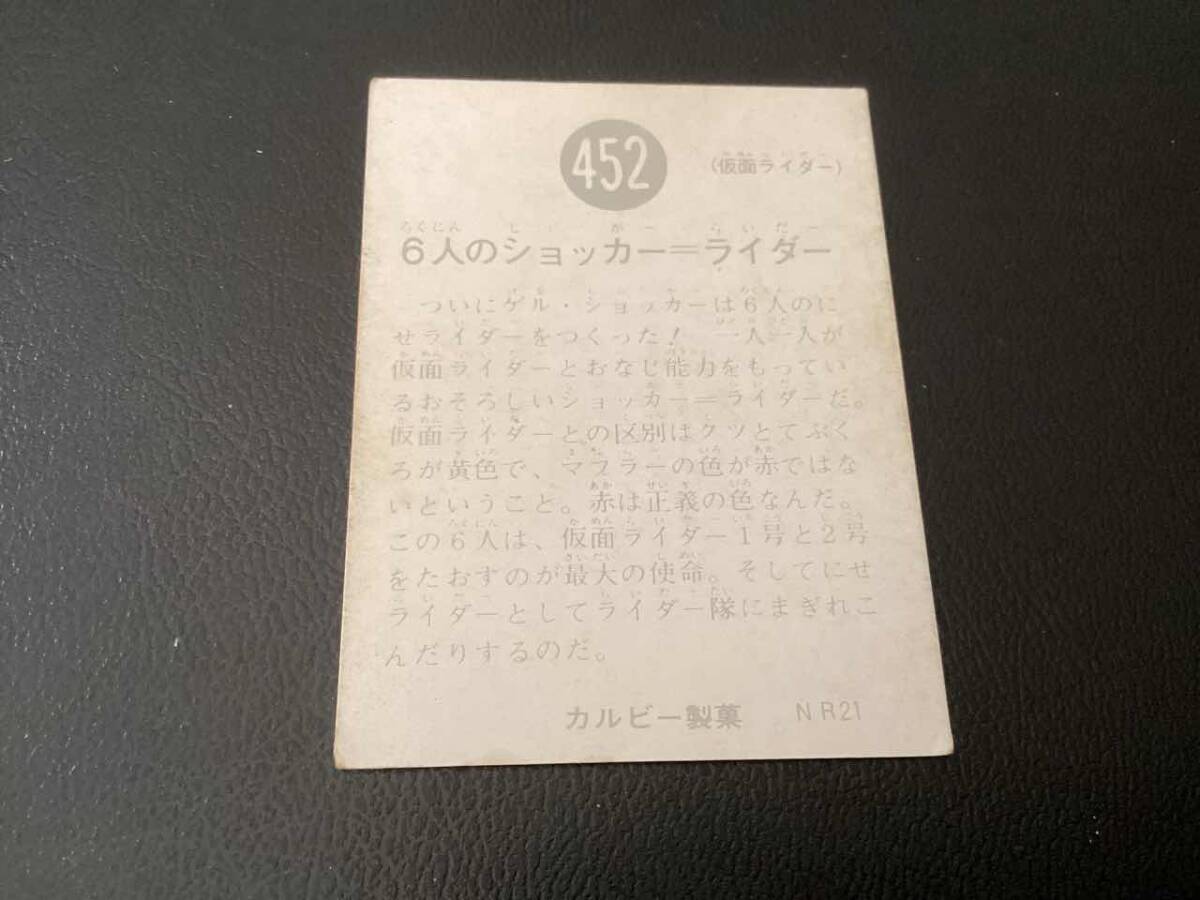 452
(仮面ライダー)
6人のショッカー=ライダー
ついにゲル・ショッカーは6人のに
せライダーをつくった! 一人一人が
仮面ライダーとおなじ能力をもってい
るおそろしいショッカー=ライダーだ。
仮面ライダーとの区別はクツとてぶく
ろが黄色で、マフラーの色が赤ではな
いということ。赤は正義の色なんだ。
この6人は、仮面ライダー1号と2号
をたおすのが最大の使命。そしてにせ
ライダーとしてライダー隊にまぎれこ
んだりするのだ。
カルビー製菓 NR21